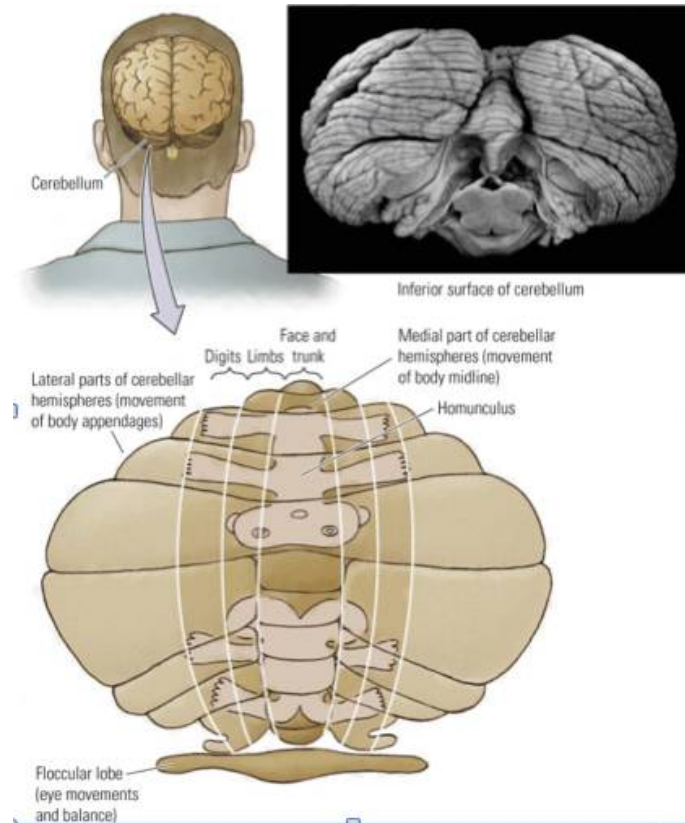 Cerebellum
Inferior surface of cerebellum
Face and
Digits Limbs trunk
Medial part of cerebellar
hemispheres (movement
of body midline)
Lateral parts of cerebellar
hemispheres (movement
of body appendages)
Homunculus
Floccular lobe
(eye movements
and balance)